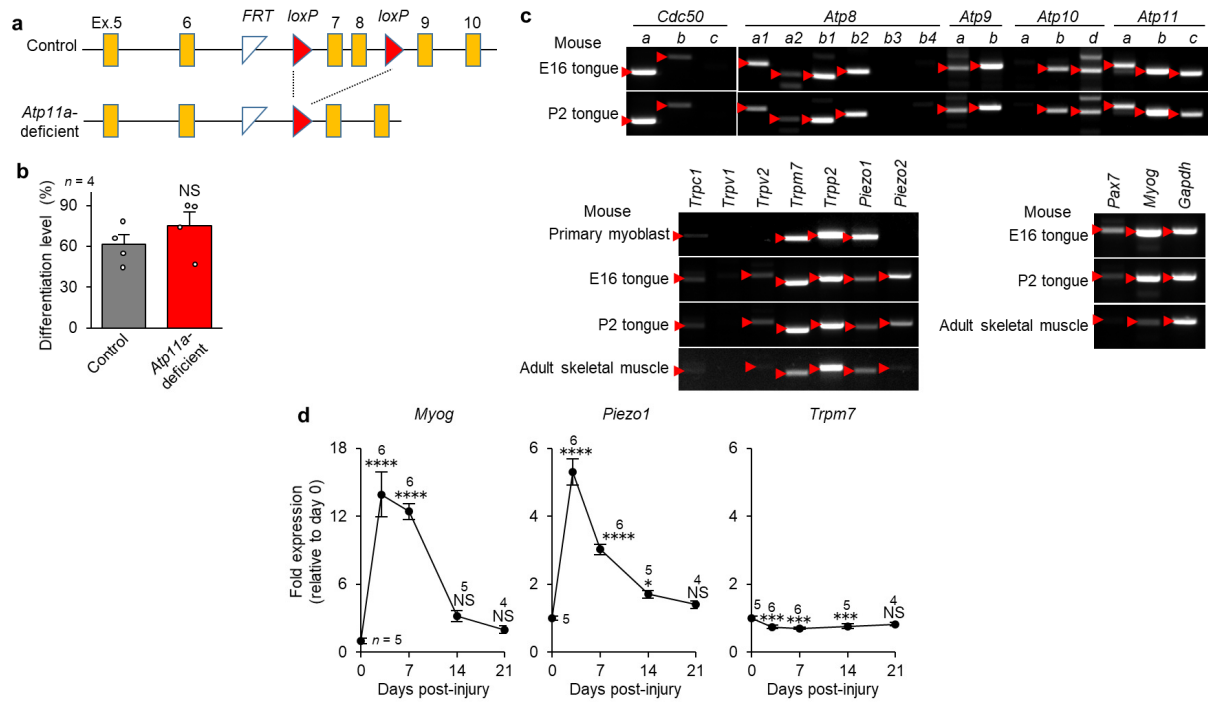 a
Ex.5 6 FRT loxP 7 8 loxP 9 10
Control
Atp11a-
deficient
b
n = 4
NS
Differentiation level (%)
90
60
30
0
Control
Atp11a-
deficient
c
Cdc50 Atp8 Atp9 Atp10 Atp11
Mouse a b c a1 a2 b1 b2 b3 b4 a b a b d a b c
E16 tongue
P2 tongue
Trpc1 Trpv1 Trpv2 Trpm7 Trpp2 Piezo1 Piezo2
Mouse
Primary myoblast
E16 tongue
P2 tongue
Adult skeletal muscle
Pax7 Myog Gapdh
Mouse
E16 tongue
P2 tongue
Adult skeletal muscle
d
Myog
Fold expression
(relative to day 0)
18
12
6
0
6
****
6
****
5
NS
4
NS
n = 5
0 7 14 21
Days post-injury
Piezo1
6
4
2
0
6
****
6
****
5
*
4
NS
5
0 7 14 21
Days post-injury
Trpm7
6
4
2
0
5
6
***
6
***
5
***
4
NS
0 7 14 21
Days post-injury